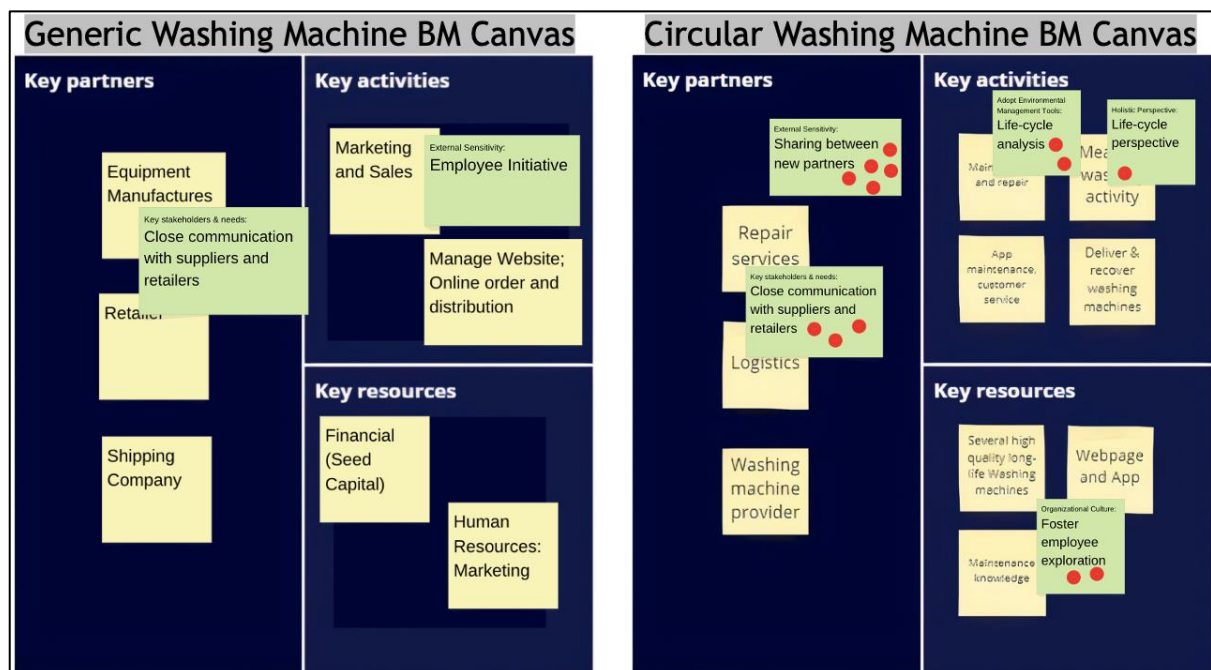 Generic Washing Machine BM Canvas
Key partners
Equipment
Manufactures
Key stakeholders & needs:
Close communication
with suppliers and
retailers
Retailer
Shipping
Company
Key activities
Marketing
and Sales
External Sensitivity:
Employee Initiative
Manage Website;
Online order and
distribution
Key resources
Financial
(Seed
Capital)
Human
Resources:
Marketing
Circular Washing Machine BM Canvas
Key partners
External Sensitivity:
Sharing between
new partners
Repair
services
Key stakeholders & needs:
Close communication
with suppliers and
retailers
Logistics
Washing
machine
provider
Key activities
Adopt Environmental
Management Tools:
Life-cycle
analysis
Holistic Perspective:
Life-cycle
perspective
and repair
activity
App
maintenance,
customer
service
Deliver &
recover
washing
machines
Key resources
Several high
quality long-
life Washing
machines
Webpage
and App
Organizational Culture:
Foster
employee
exploration
Maintenance
knowledge